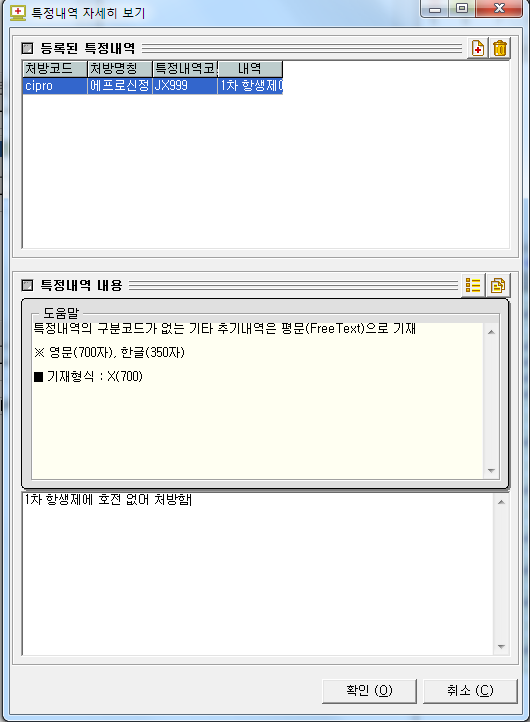 특정내역 자세히 보기
등록된 특정내역
처방코드 처방명칭 특정내역코 내역
cipro 에프로신정 JX999 1차 항생제에
특정내역 내용
도움말
특정내역의 구분코드가 없는 기타 추기내역은 평문(FreeText)으로 기재
※ 영문(700자), 한글(350자)
■ 기재형식 : X(700)
1차 항생제에 호전 없어 처방함
확인 (O) 취소 (C)